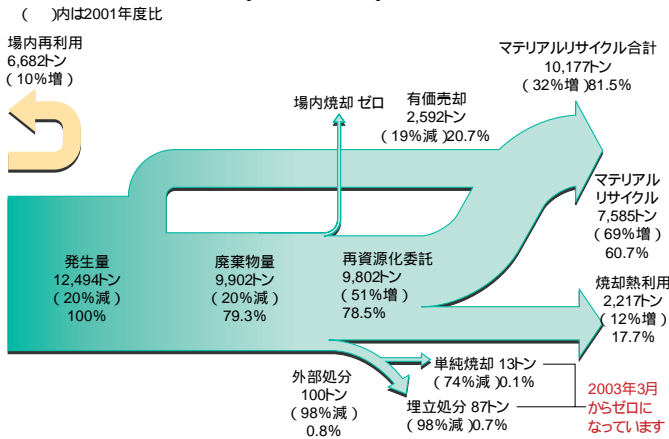 (　)内は2001年度比
場内再利用
6,682トン
(10%増)
マテリアルリサイクル合計
10,177トン
(32%増)81.5%
場内焼却 ゼロ
有価売却
2,592トン
(19%減)20.7%
マテリアル
リサイクル
7,585トン
(69%増)
60.7%
発生量
12,494トン
(20%減)
100%
廃棄物量
9,902トン
(20%減)
79.3%
再資源化委託
9,802トン
(51%増)
78.5%
焼却熱利用
2,217トン
(12%増)
17.7%
外部処分
100トン
(98%減)
0.8%
単純焼却 13トン
(74%減)0.1%
埋立処分 87トン
(98%減)0.7%
2003年3月
からゼロに
なっています